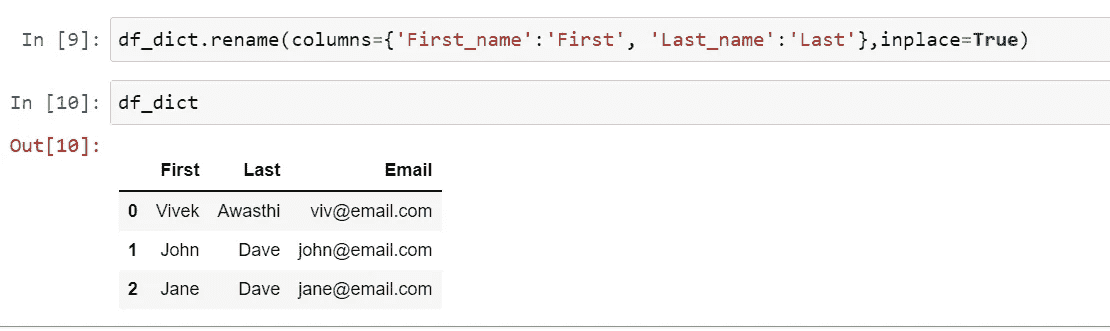 In [9]: df_dict.rename(columns={'First_name':'First', 'Last_name':'Last'},inplace=True)
In [10]: df_dict
Out[10]:
First Last Email
0 Vivek Awasthi viv@email.com
1 John Dave john@email.com
2 Jane Dave jane@email.com